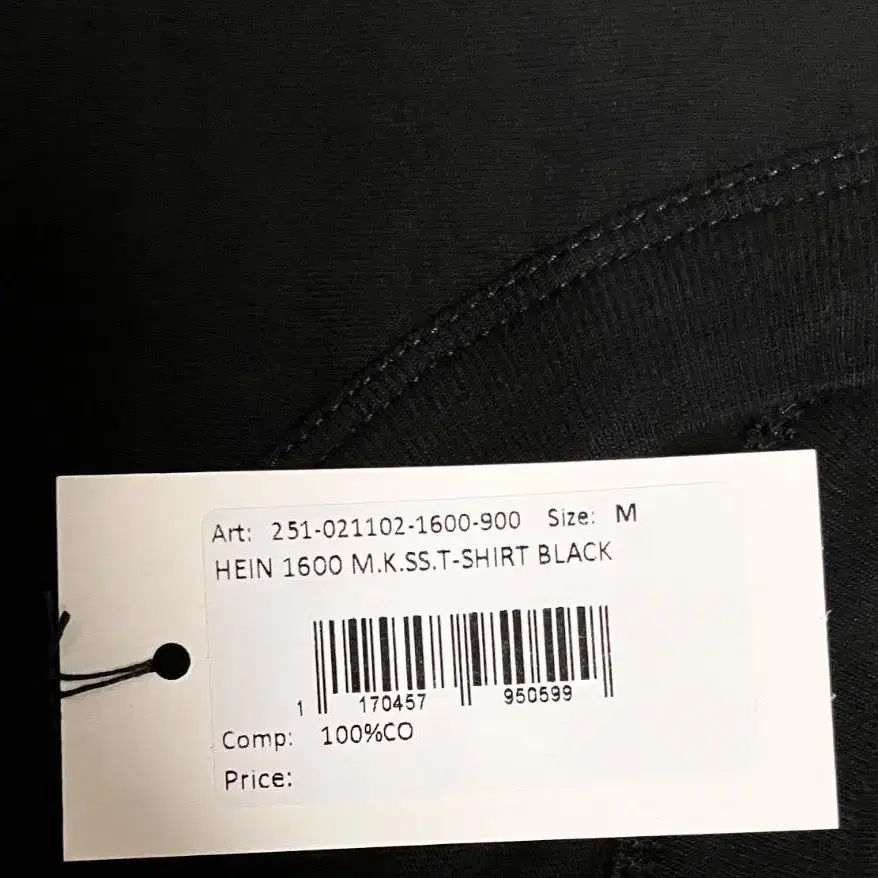 Art: 251-021102-1600-900 Size: M
HEIN 1600 M.K.SS.T-SHIRT BLACK
1 170457 950599
Comp: 100%CO
Price: